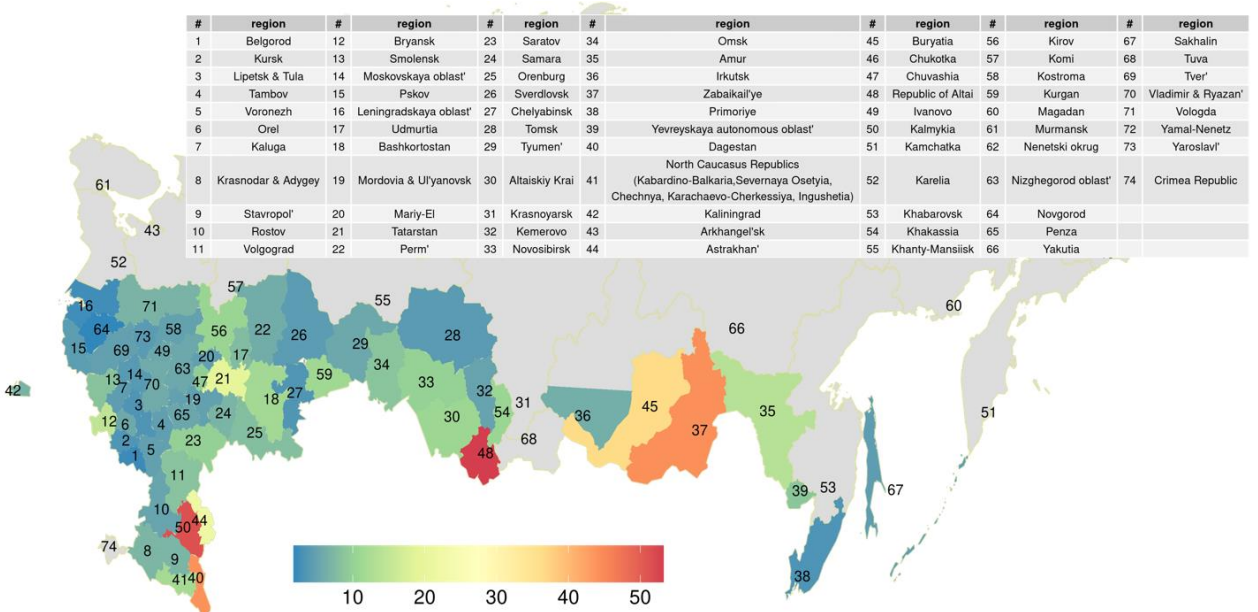 # region # region # region # region # region # region # region
1 Belgorod 12 Bryansk 23 Saratov 34 Omsk 45 Buryatia 56 Kirov 67 Sakhalin
2 Kursk 13 Smolensk 24 Samara 35 Amur 46 Chukotka 57 Komi 68 Tuva
3 Lipetsk & Tula 14 Moskovskaya oblast' 25 Orenburg 36 Irkutsk 47 Chuvashia 58 Kostroma 69 Tver'
4 Tambov 15 Pskov 26 Sverdlovsk 37 Zabaikail'ye 48 Republic of Altai 59 Kurgan 70 Vladimir & Ryazan'
5 Voronezh 16 Leningradskaya oblast' 27 Chelyabinsk 38 Primoriye 49 Ivanovo 60 Magadan 71 Vologda
6 Orel 17 Udmurtia 28 Tomsk 39 Yevreyskaya autonomous oblast' 50 Kalmykia 61 Murmansk 72 Yamal-Nenetz
7 Kaluga 18 Bashkortostan 29 Tyumen' 40 Dagestan 51 Kamchatka 62 Nenetski okrug 73 Yaroslavl'
North Caucasus Republics
8 Krasnodar & Adygey 19 Mordovia & Ul'yanovsk 30 Altaiskiy Krai 41 (Kabardino-Balkaria,Severnaya Osetyia, 52 Karelia 63 Nizhgegorod oblast' 74 Crimea Republic
Chechnya, Karachaevo-Cherkessiya, Ingushetia)
9 Stavropol' 20 Mariy-El 31 Krasnoyarsk 42 Kaliningrad 53 Khabarovsk 64 Novgorod
10 Rostov 21 Tatarstan 32 Kemerovo 43 Arkhangel'sk 54 Khakassia 65 Penza
11 Volgograd 22 Perm' 33 Novosibirsk 44 Astrakhan' 55 Khanty-Mansiisk 66 Yakutia
61
43
52
57
55
16 71 60
64 73 58 56 22 26 28 66
15 69 49 20 17 29
63 34
13 14 47 21 59 33
42 7 70 27 32
3 19 18 31 45 51
12 6 4 65 24 30 54 36 35
2 23 25 68 37
1 5 48
11
39 53 67
10
50 44
74 8
9
41 40 38
10 20 30 40 50